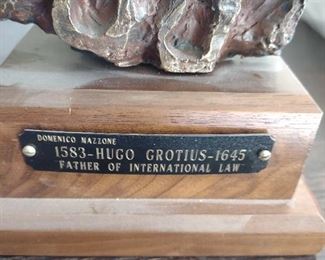 DOMENICO MAZZONE
1583-HUGO GROTIUS-1645
FATHER OF INTERNATIONAL LAW